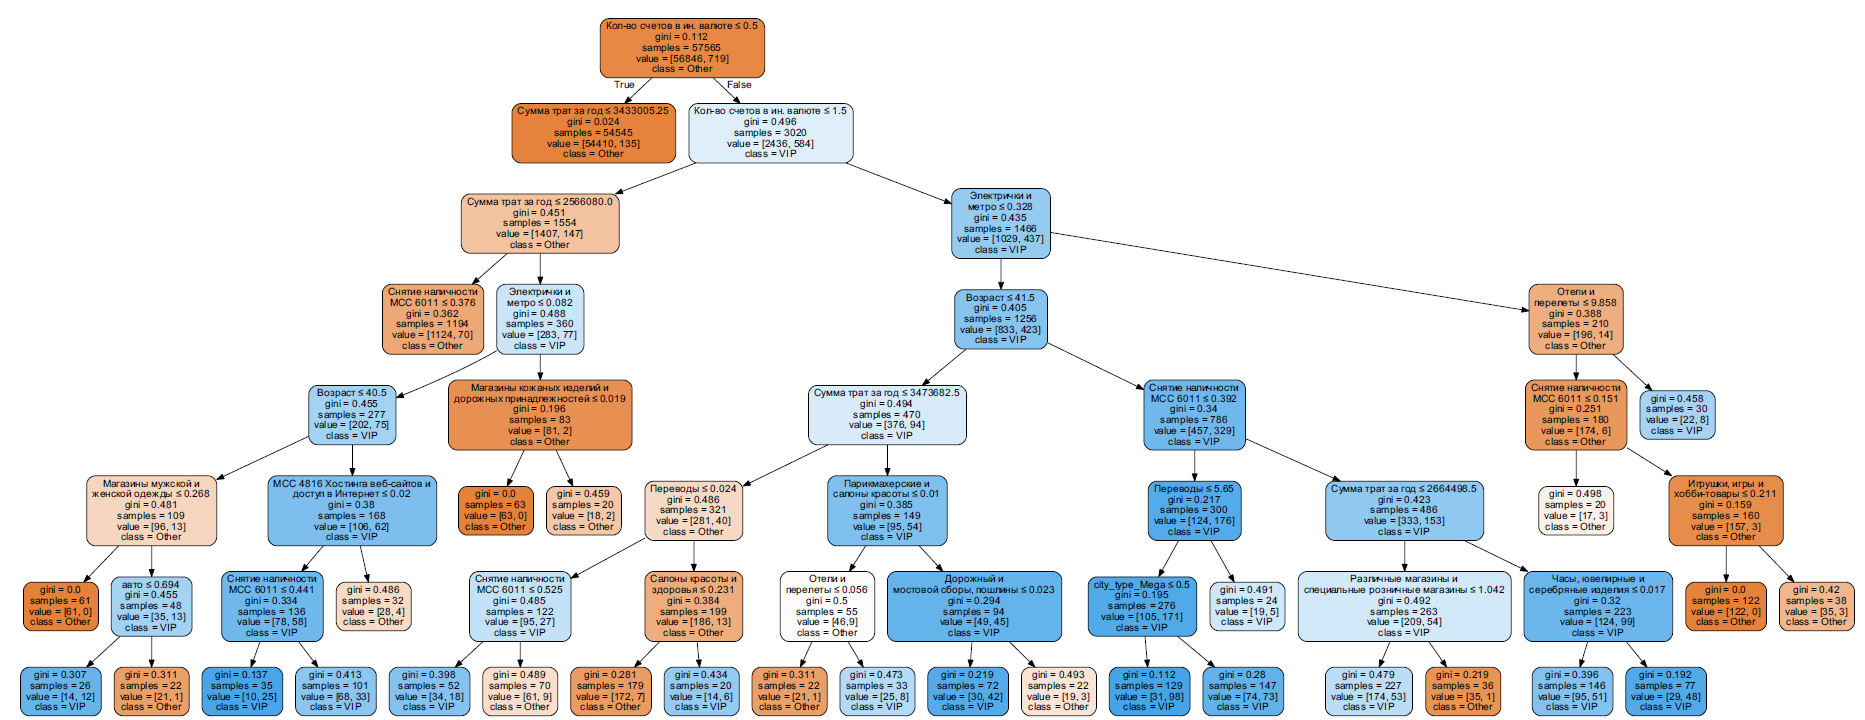 Кол-во счетов в ин. валюте ≤ 0.5
gini = 0.112
samples = 57565
value = [56846, 719]
class = Other
True
False
Сумма трат за год ≤ 3433005.25
gini = 0.024
samples = 54545
value = [54410, 135]
class = Other
Кол-во счетов в ин. валюте ≤ 1.5
gini = 0.496
samples = 3020
value = [2436, 584]
class = VIP
Сумма трат за год ≤ 2566080.0
gini = 0.451
samples = 1554
value = [1407, 147]
class = Other
Электрички и
метро ≤ 0.328
gini = 0.435
samples = 1466
value = [1029, 437]
class = VIP
Снятие наличности
MCC 6011 ≤ 0.376
gini = 0.362
samples = 1194
value = [1124, 70]
class = Other
Электрички и
метро ≤ 0.082
gini = 0.488
samples = 360
value = [283, 77]
class = VIP
Возраст ≤ 41.5
gini = 0.405
samples = 1256
value = [833, 423]
class = VIP
Отели и
перелеты ≤ 9.858
gini = 0.388
samples = 210
value = [196, 14]
class = Other
Возраст ≤ 40.5
gini = 0.455
samples = 277
value = [202, 75]
class = VIP
Магазины кожаных изделий и
дорожных принадлежностей ≤ 0.019
gini = 0.196
samples = 83
value = [81, 2]
class = Other
Сумма трат за год ≤ 3473682.5
gini = 0.494
samples = 470
value = [376, 94]
class = VIP
Снятие наличности
MCC 6011 ≤ 0.392
gini = 0.34
samples = 786
value = [457, 329]
class = VIP
Снятие наличности
MCC 6011 ≤ 0.151
gini = 0.251
samples = 180
value = [174, 6]
class = Other
gini = 0.458
samples = 30
value = [22, 8]
class = VIP
Магазины мужской и
женской одежды ≤ 0.268
gini = 0.481
samples = 109
value = [96, 13]
class = Other
MCC 4816 Хостинга веб-сайтов и
доступ в Интернет ≤ 0.02
gini = 0.38
samples = 168
value = [106, 62]
class = VIP
gini = 0.0
samples = 63
value = [63, 0]
class = Other
gini = 0.459
samples = 20
value = [18, 2]
class = Other
Переводы ≤ 0.024
gini = 0.486
samples = 321
value = [281, 40]
class = Other
Парикмахерские и
салоны красоты ≤ 0.01
gini = 0.385
samples = 149
value = [95, 54]
class = VIP
Переводы ≤ 5.65
gini = 0.217
samples = 300
value = [124, 176]
class = VIP
Сумма трат за год ≤ 2664498.5
gini = 0.423
samples = 486
value = [333, 153]
class = VIP
gini = 0.498
samples = 20
value = [17, 3]
class = Other
Игрушки, игры и
хобби-товары ≤ 0.211
gini = 0.159
samples = 160
value = [157, 3]
class = Other
gini = 0.0
samples = 61
value = [61, 0]
class = Other
авто ≤ 0.694
gini = 0.455
samples = 48
value = [35, 13]
class = VIP
Снятие наличности
MCC 6011 ≤ 0.441
gini = 0.334
samples = 136
value = [78, 58]
class = VIP
gini = 0.486
samples = 32
value = [28, 4]
class = Other
Снятие наличности
MCC 6011 ≤ 0.525
gini = 0.485
samples = 122
value = [95, 27]
class = VIP
Салоны красоты и
здоровья ≤ 0.231
gini = 0.384
samples = 199
value = [186, 13]
class = Other
Отели и
перелеты ≤ 0.056
gini = 0.5
samples = 55
value = [46,9]
class = Other
Дорожный и
мостовой сборы, пошлины ≤ 0.023
gini = 0.294
samples = 94
value = [49, 45]
class = VIP
city_type_Mega ≤ 0.5
gini = 0.195
samples = 276
value = [105, 171]
class = VIP
gini = 0.491
samples = 24
value = [19, 5]
class = VIP
Различные магазины и
специальные розничные магазины ≤ 1.042
gini = 0.492
samples = 263
value = [209, 54]
class = VIP
Часы, ювелирные и
серебряные изделия ≤ 0.017
gini = 0.32
samples = 223
value = [124, 99]
class = VIP
gini = 0.0
samples = 122
value = [122, 0]
class = Other
gini = 0.42
samples = 38
value = [35, 3]
class = Other
gini = 0.307
samples = 26
value = [14, 12]
class = VIP
gini = 0.311
samples = 22
value = [21, 1]
class = Other
gini = 0.137
samples = 35
value = [10, 25]
class = VIP
gini = 0.413
samples = 101
value = [68, 33]
class = VIP
gini = 0.398
samples = 52
value = [34, 18]
class = VIP
gini = 0.489
samples = 70
value = [61, 9]
class = Other
gini = 0.281
samples = 179
value = [172, 7]
class = Other
gini = 0.434
samples = 20
value = [14, 6]
class = VIP
gini = 0.311
samples = 22
value = [21, 1]
class = Other
gini = 0.473
samples = 33
value = [25, 8]
class = VIP
gini = 0.219
samples = 72
value = [30, 42]
class = VIP
gini = 0.493
samples = 22
value = [19, 3]
class = Other
gini = 0.112
samples = 129
value = [31, 98]
class = VIP
gini = 0.28
samples = 147
value = [74, 73]
class = VIP
gini = 0.479
samples = 227
value = [174, 53]
class = VIP
gini = 0.219
samples = 36
value = [35, 1]
class = Other
gini = 0.396
samples = 146
value = [95, 51]
class = VIP
gini = 0.192
samples = 77
value = [29, 48]
class = VIP